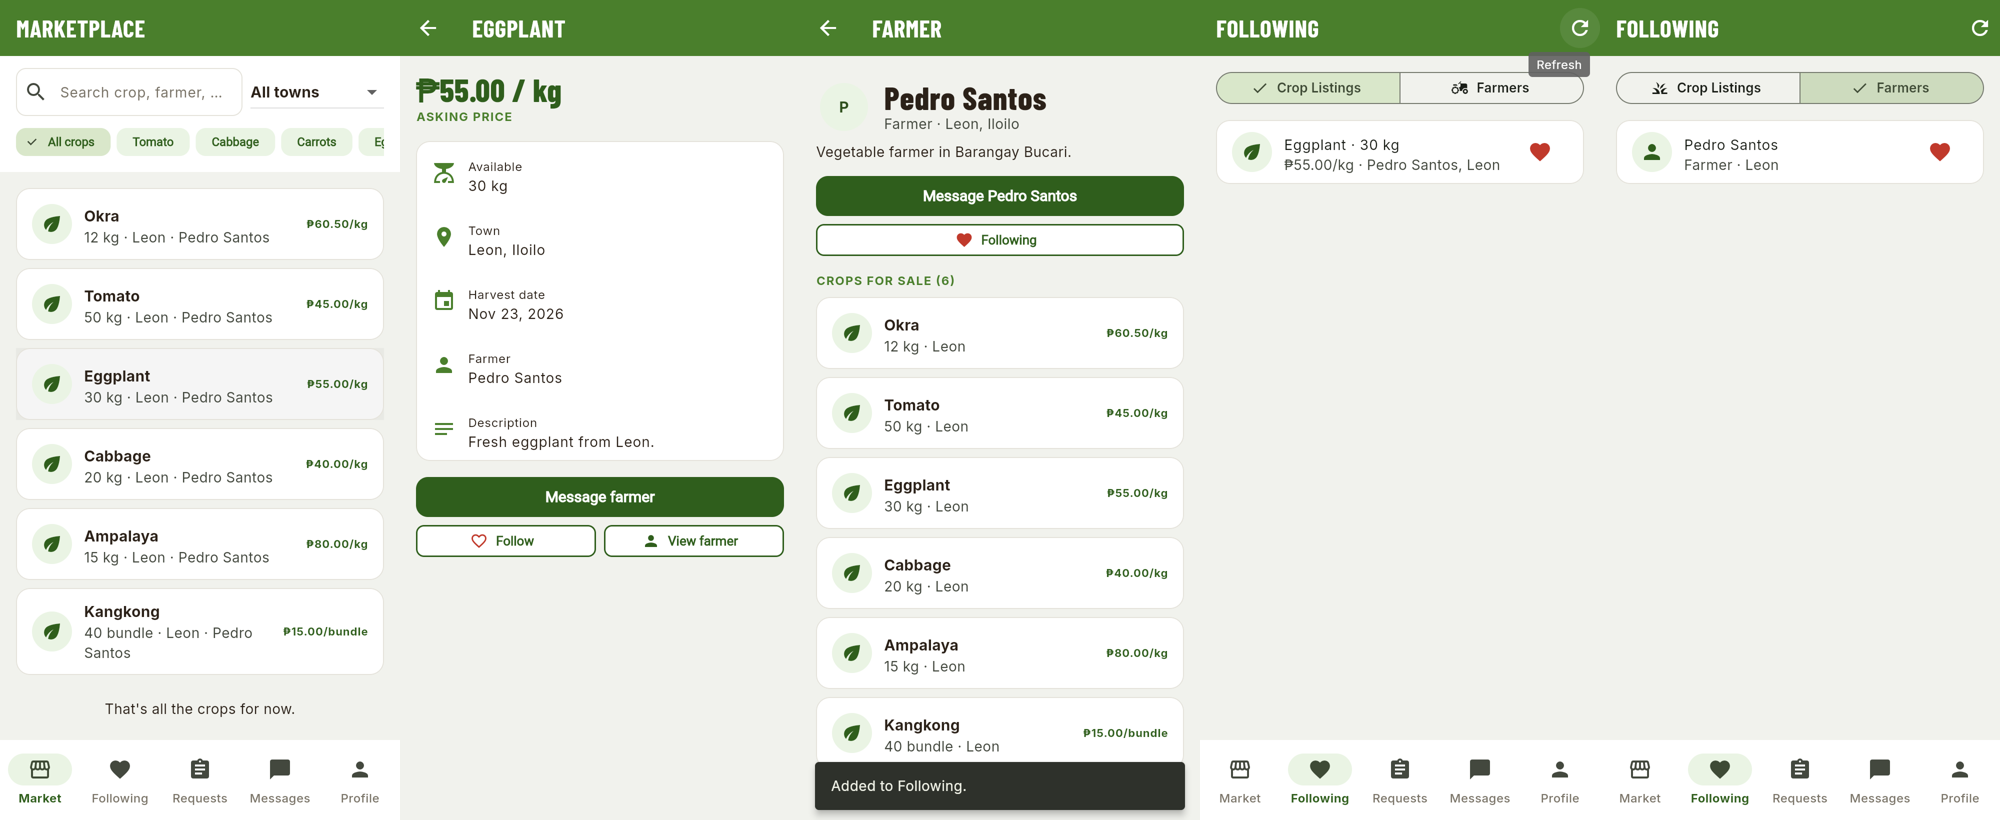 MARKETPLACE
Search crop, farmer, ...
All towns
All crops
Tomato
Cabbage
Carrots
Eg
Okra
12 kg · Leon · Pedro Santos
₱60.50/kg
Tomato
50 kg · Leon · Pedro Santos
₱45.00/kg
Eggplant
30 kg · Leon · Pedro Santos
₱55.00/kg
Cabbage
20 kg · Leon · Pedro Santos
₱40.00/kg
Ampalaya
15 kg · Leon · Pedro Santos
₱80.00/kg
Kangkong
40 bundle · Leon · Pedro
Santos
₱15.00/bundle
That's all the crops for now.
Market
Following
Requests
Messages
Profile
EGGPLANT
₱55.00 / kg
ASKING PRICE
Available
30 kg
Town
Leon, Iloilo
Harvest date
Nov 23, 2026
Farmer
Pedro Santos
Description
Fresh eggplant from Leon.
Message farmer
Follow
View farmer
FARMER
P
Pedro Santos
Farmer · Leon, Iloilo
Vegetable farmer in Barangay Bucari.
Message Pedro Santos
Following
CROPS FOR SALE (6)
Okra
12 kg · Leon
₱60.50/kg
Tomato
50 kg · Leon
₱45.00/kg
Eggplant
30 kg · Leon
₱55.00/kg
Cabbage
20 kg · Leon
₱40.00/kg
Ampalaya
15 kg · Leon
₱80.00/kg
Kangkong
40 bundle · Leon
₱15.00/bundle
Added to Following.
FOLLOWING
Refresh
Crop Listings
Farmers
Eggplant · 30 kg
₱55.00/kg · Pedro Santos, Leon
Market
Following
Requests
Messages
Profile
FOLLOWING
Crop Listings
Farmers
Pedro Santos
Farmer · Leon
Market
Following
Requests
Messages
Profile